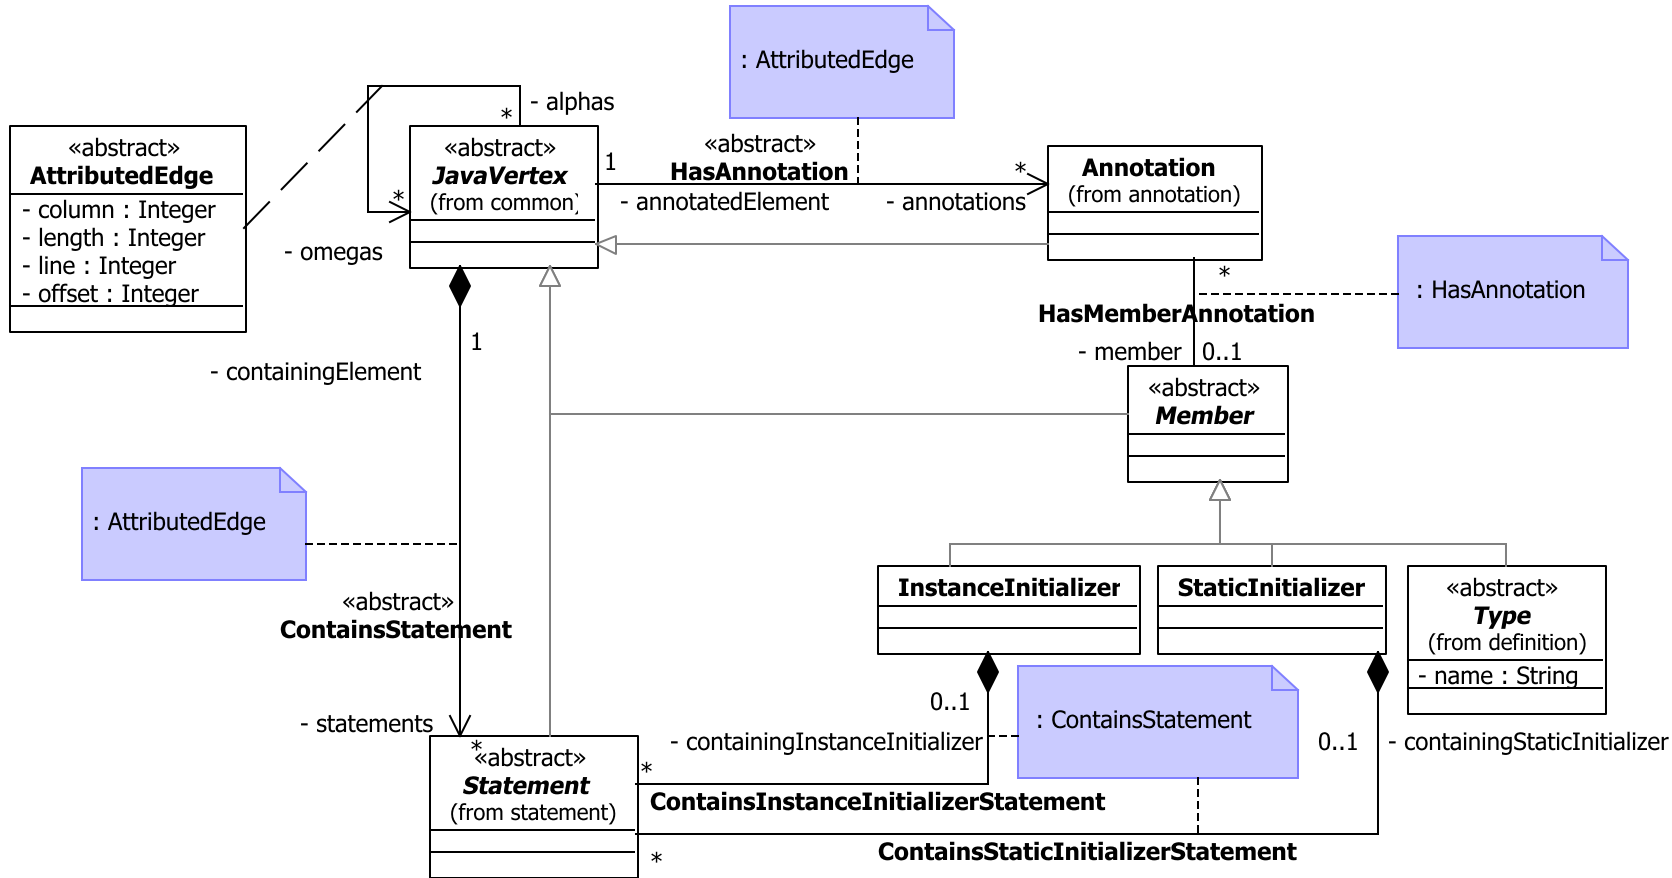 : AttributedEdge
- alphas
*
«abstract»
AttributedEdge
- column : Integer
- length : Integer
- line : Integer
- offset : Integer
«abstract»
JavaVertex
(from common)
*
- omegas
1
«abstract»
HasAnnotation
*
- annotatedElement
- annotations
Annotation
(from annotation)
*
: HasAnnotation
HasMemberAnnotation
- member
0..1
1
- containingElement
«abstract»
Member
: AttributedEdge
«abstract»
ContainsStatement
InstanceInitializer
StaticInitializer
«abstract»
Type
(from definition)
- name : String
0..1
: ContainsStatement
- statements
*
- containingInstanceInitializer
0..1
- containingStaticInitializer
«abstract»
Statement
(from statement)
*
ContainsInstanceInitializerStatement
ContainsStaticInitializerStatement
*